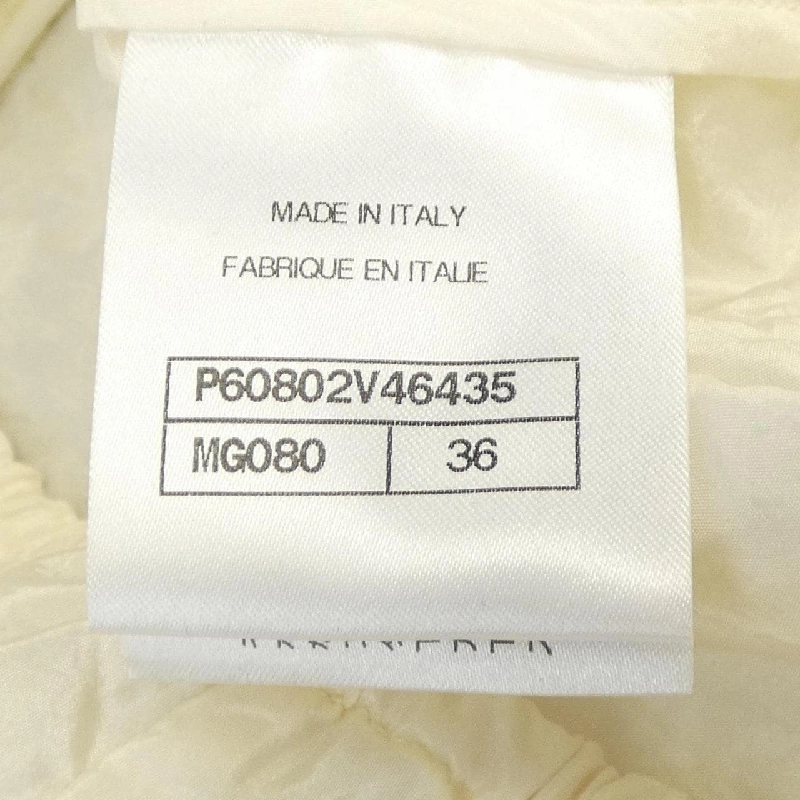 MADE IN ITALY
FABRIQUE EN ITALIE
P60802V46435
MG080 36